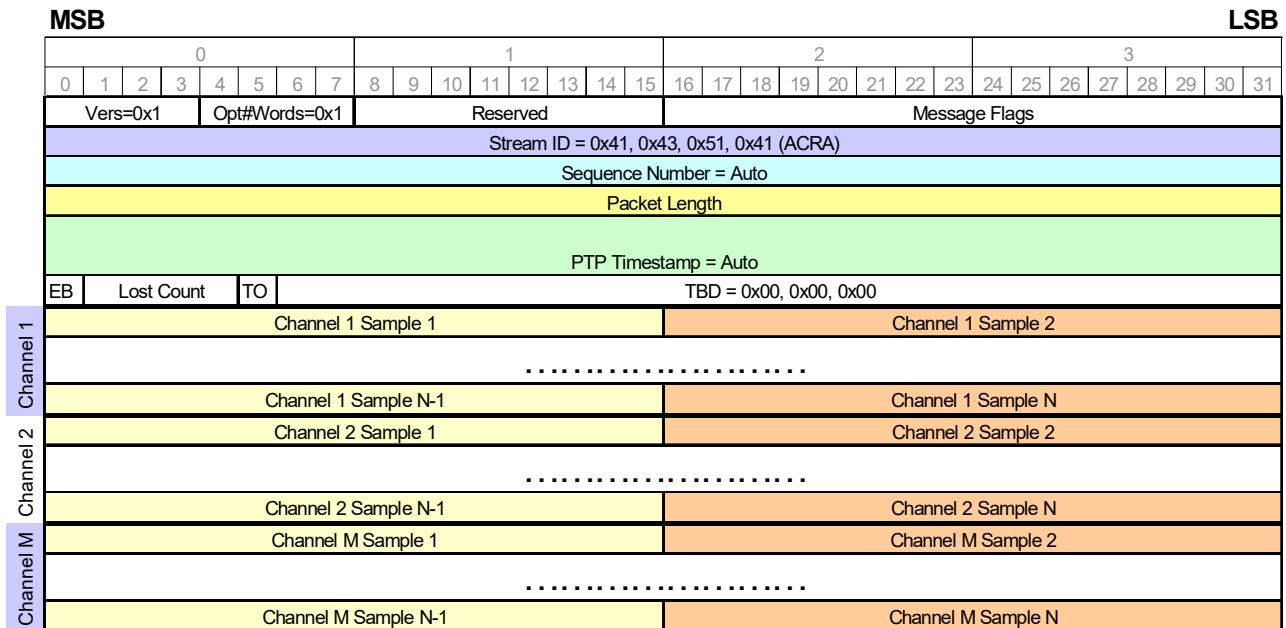 MSB LSB
0 1 2 3
0 1 2 3 4 5 6 7 8 9 10 11 12 13 14 15 16 17 18 19 20 21 22 23 24 25 26 27 28 29 30 31
Vers=0x1 Opt#Words=0x1 Reserved Message Flags
Stream ID = 0x41, 0x43, 0x51, 0x41 (ACRA)
Sequence Number = Auto
Packet Length
PTP Timestamp = Auto
EB Lost Count TO TBD = 0x00, 0x00, 0x00
Channel 1
Channel 1 Sample 1 Channel 1 Sample 2
........................
Channel 1 Sample N-1 Channel 1 Sample N
Channel 2
Channel 2 Sample 1 Channel 2 Sample 2
........................
Channel 2 Sample N-1 Channel 2 Sample N
Channel M
Channel M Sample 1 Channel M Sample 2
........................
Channel M Sample N-1 Channel M Sample N